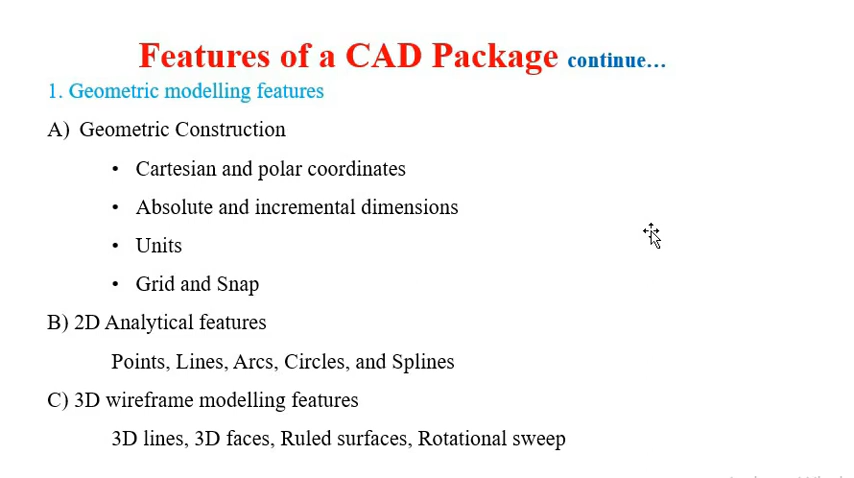 Features of a CAD Package continue…
1. Geometric modelling features
A) Geometric Construction
• Cartesian and polar coordinates
• Absolute and incremental dimensions
• Units
• Grid and Snap
B) 2D Analytical features
Points, Lines, Arcs, Circles, and Splines
C) 3D wireframe modelling features
3D lines, 3D faces, Ruled surfaces, Rotational sweep